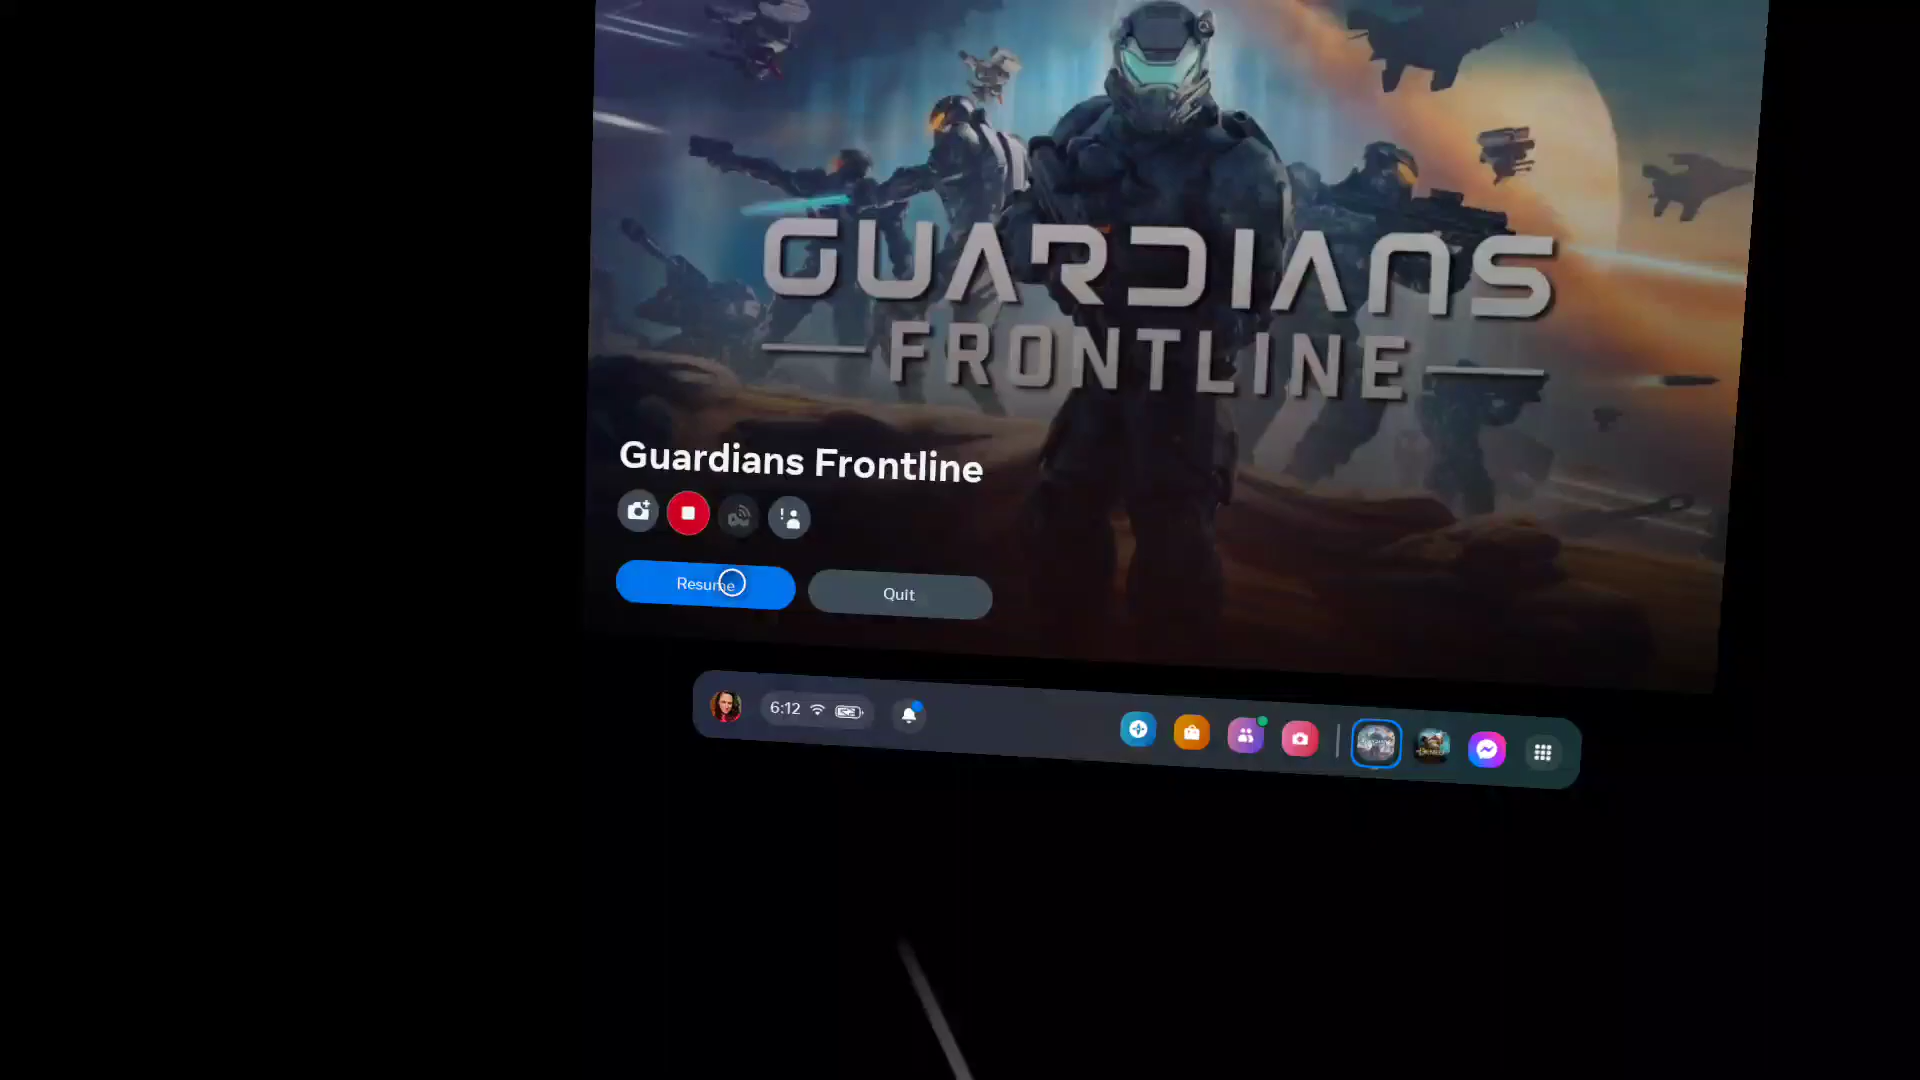 GUARDIANS
FRONTLINE
Guardians Frontline
Resume
Quit
6:12